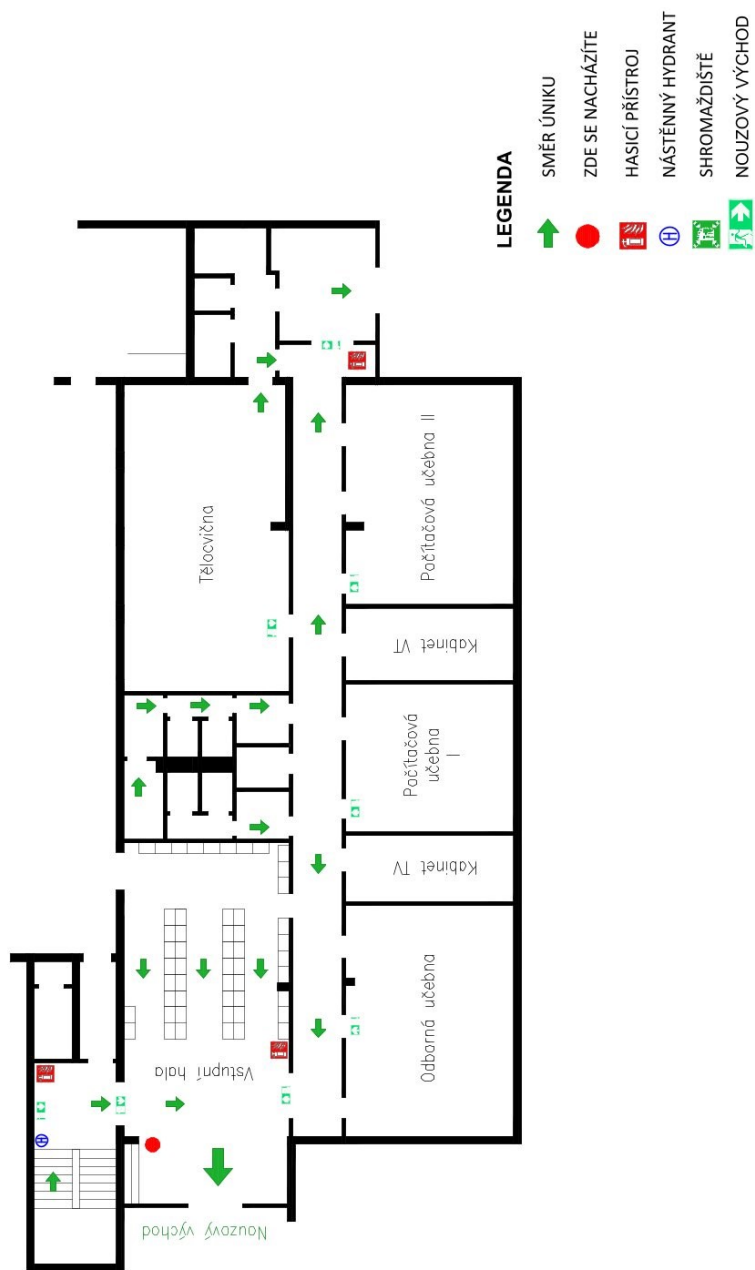 LEGENDA
SMĚR ÚNIKU
ZDE SE NACHÁZÍTE
HASICÍ PŘÍSTROJ
NÁSTĚNNÝ HYDRANT
SHROMAŽDIŠTĚ
NOUZOVÝ VÝCHOD
Tělocvična
Vstupní hala
Nouzový východ
Odborná učebna
Kabinet TV
Počítačová
učebna
I
Kabinet VT
Počítačová učebna II
H
H